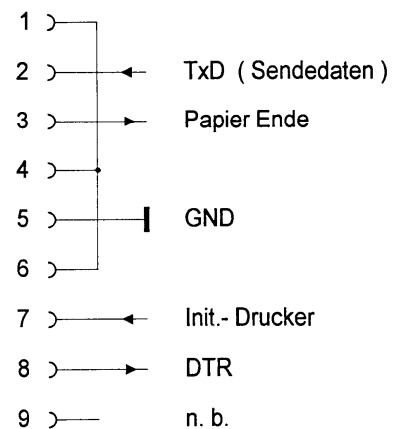 1
2 TxD ( Sendedaten )
3 Papier Ende
4
5 GND
6
7 Init.- Drucker
8 DTR
9 n. b.